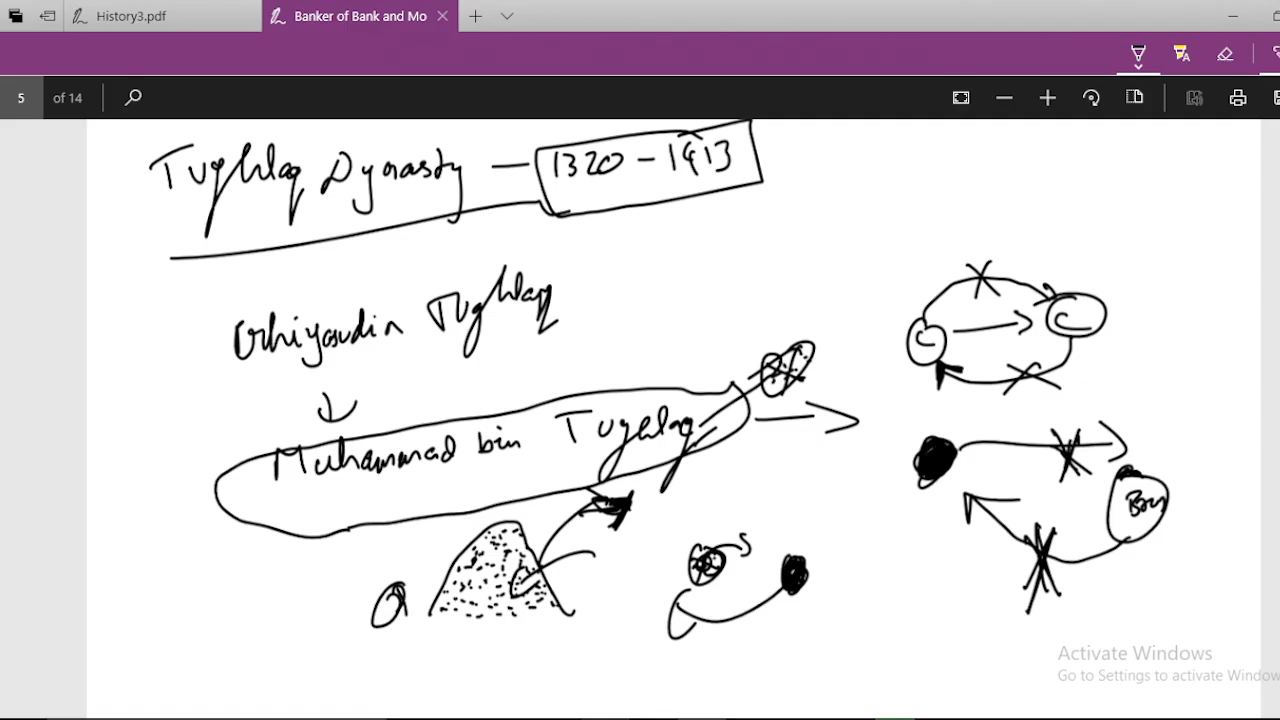 History3.pdf
Banker of Bank and Mo
5 of 14
Tughlaq Dynasty — 1320 - 1413
Ghiyasudin Tughlaq
Muhammad bin Tughlaq
C C
Activate Windows
Go to Settings to activate Window